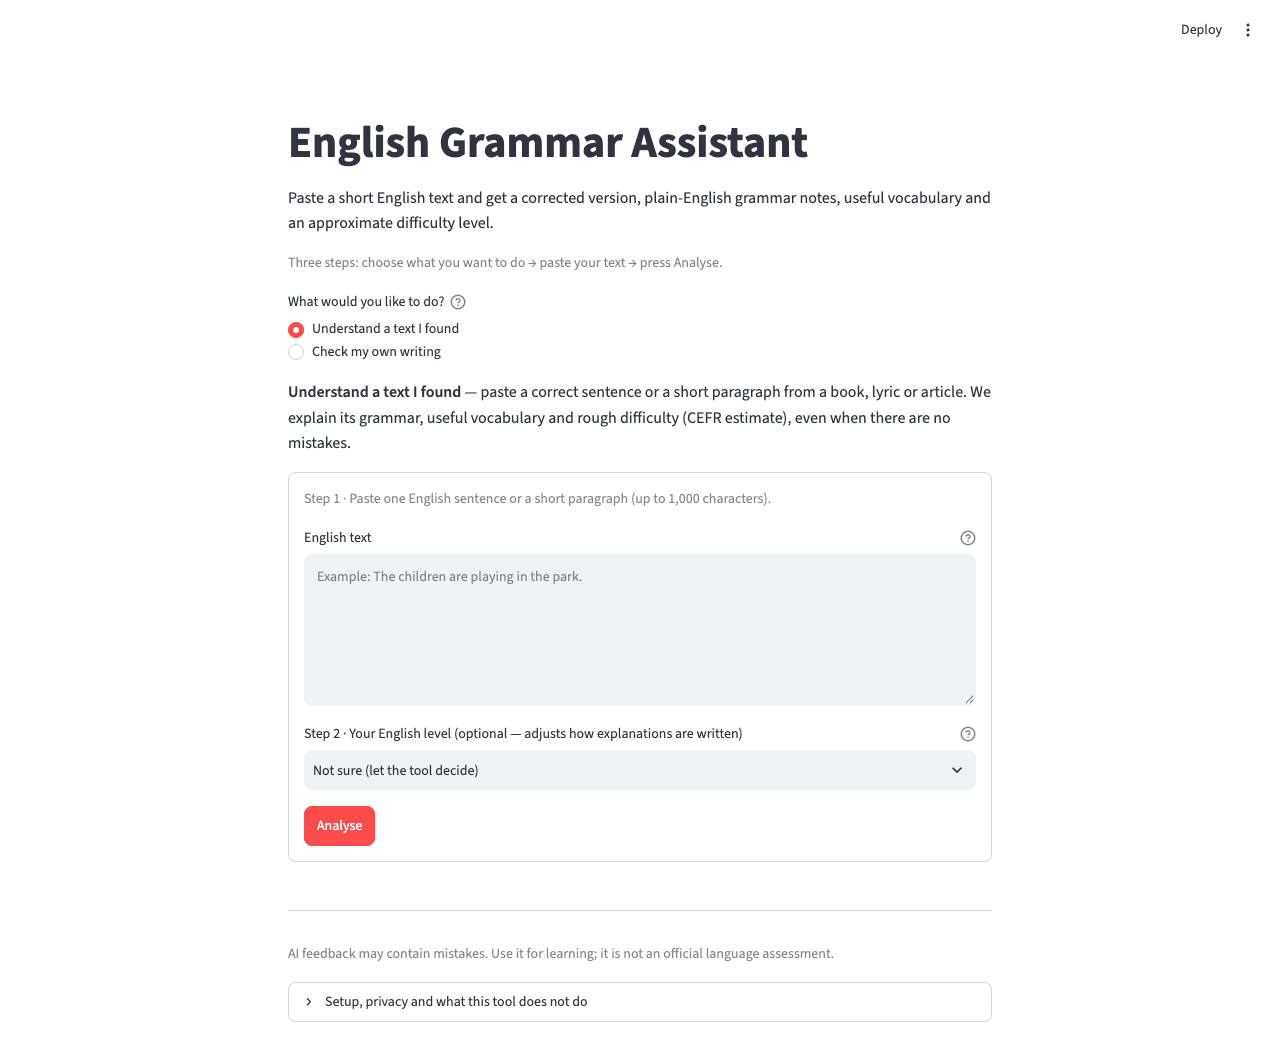 Deploy
English Grammar Assistant
Paste a short English text and get a corrected version, plain-English grammar notes, useful vocabulary and
an approximate difficulty level.
Three steps: choose what you want to do → paste your text → press Analyse.
What would you like to do?
Understand a text I found
Check my own writing
Understand a text I found — paste a correct sentence or a short paragraph from a book, lyric or article. We
explain its grammar, useful vocabulary and rough difficulty (CEFR estimate), even when there are no
mistakes.
Step 1 · Paste one English sentence or a short paragraph (up to 1,000 characters).
English text
Example: The children are playing in the park.
Step 2 · Your English level (optional — adjusts how explanations are written)
Not sure (let the tool decide)
Analyse
AI feedback may contain mistakes. Use it for learning; it is not an official language assessment.
Setup, privacy and what this tool does not do